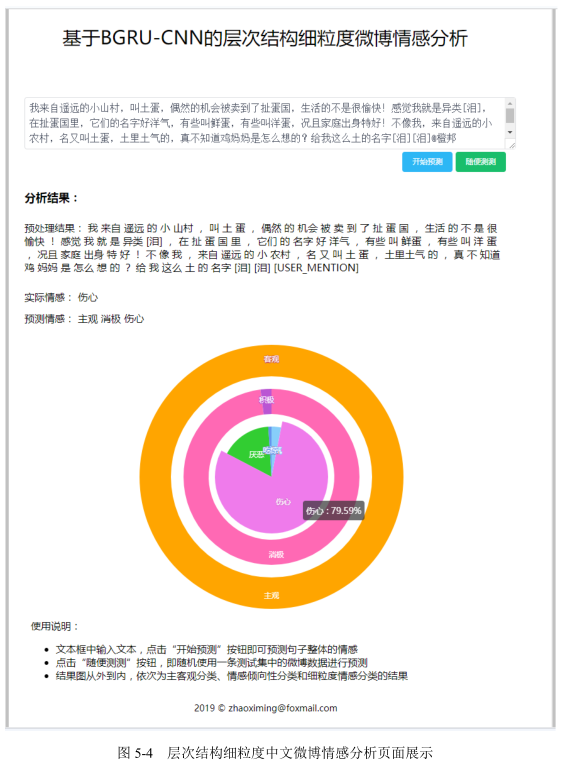 基于BGRU-CNN的层次结构细粒度微博情感分析
我来自遥远的小山村，叫土蛋，偶然的机会被卖到了扯蛋国，生活的不是很愉快！感觉我就是异类[泪]，
在扯蛋国里，它们的名字好洋气，有些叫鲜蛋，有些叫洋蛋，况且家庭出身特好！不像我，来自遥远的小
农村，名又叫土蛋，土里土气的，真不知道鸡妈妈是怎么想的？给我这么土的名字[泪][泪]@楹邦
开始预测
随便测测
分析结果：
预处理结果： 我 来自 遥远 的 小 山 村 ， 叫 土 蛋 ， 偶然 的 机会 被 卖 到 了 扯 蛋 国 ， 生活 的 不 是 很
愉快 ！ 感觉 我 就 是 异类 [泪] ， 在 扯 蛋 国 里 ， 它们 的 名字 好 洋气 ， 有些 叫 鲜蛋 ， 有些 叫 洋 蛋
， 况且 家庭 出身 特 好 ！ 不 像 我 ， 来自 遥远 的 小 农村 ， 名 又 叫 土 蛋 ， 土里土气 的 ， 真 不 知道
鸡 妈妈 是 怎么 想 的 ？ 给 我 这么 土 的 名字 [泪] [泪] [USER_MENTION]
实际情感： 伤心
预测情感： 主观 消极 伤心
客观
积极
厌恶
伤心
伤心 : 79.59%
消极
主观
使用说明：
• 文本框中输入文本，点击“开始预测”按钮即可预测句子整体的情感
• 点击“随便测测”按钮，即随机使用一条测试集中的微博数据进行预测
• 结果图从外到内，依次为主客观分类、情感倾向性分类和细粒度情感分类的结果
2019 © zhaoximing@foxmail.com
图 5-4 层次结构细粒度中文微博情感分析页面展示